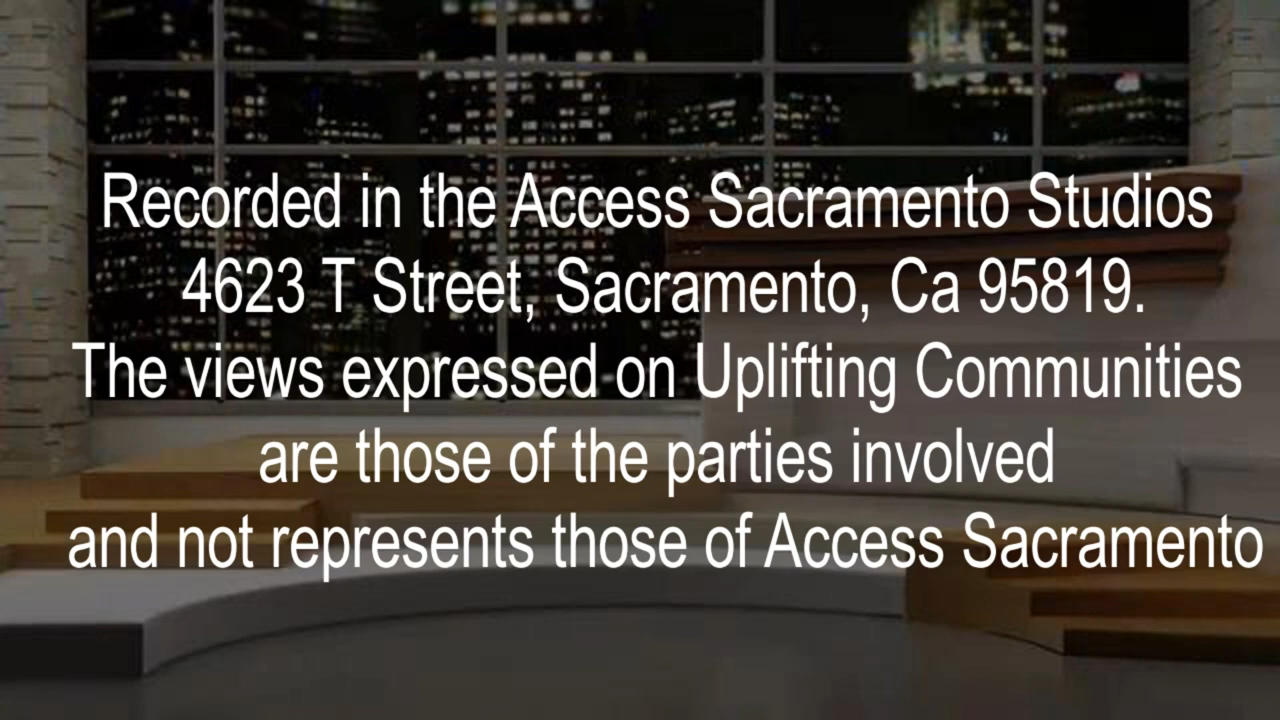 Recorded in the Access Sacramento Studios
4623 T Street, Sacramento, Ca 95819.
The views expressed on Uplifting Communities
are those of the parties involved
and not represents those of Access Sacramento